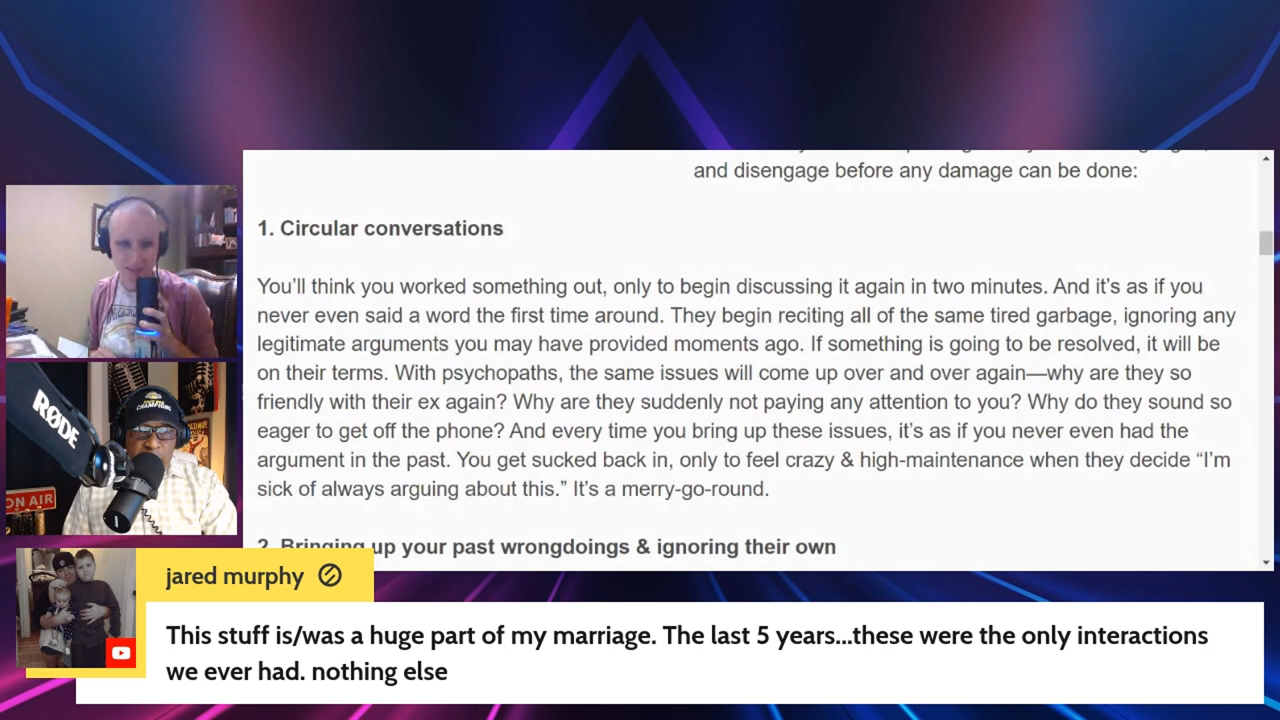 and disengage before any damage can be done:
1. Circular conversations
You'll think you worked something out, only to begin discussing it again in two minutes. And it's as if you
never even said a word the first time around. They begin reciting all of the same tired garbage, ignoring any
legitimate arguments you may have provided moments ago. If something is going to be resolved, it will be
on their terms. With psychopaths, the same issues will come up over and over again—why are they so
friendly with their ex again? Why are they suddenly not paying any attention to you? Why do they sound so
eager to get off the phone? And every time you bring up these issues, it's as if you never even had the
argument in the past. You get sucked back in, only to feel crazy & high-maintenance when they decide “I'm
sick of always arguing about this.” It's a merry-go-round.
2. Bringing up your past wrongdoings & ignoring their own
RØDE
CHAMPIONS
ON AIR
jared murphy
This stuff is/was a huge part of my marriage. The last 5 years...these were the only interactions
we ever had. nothing else